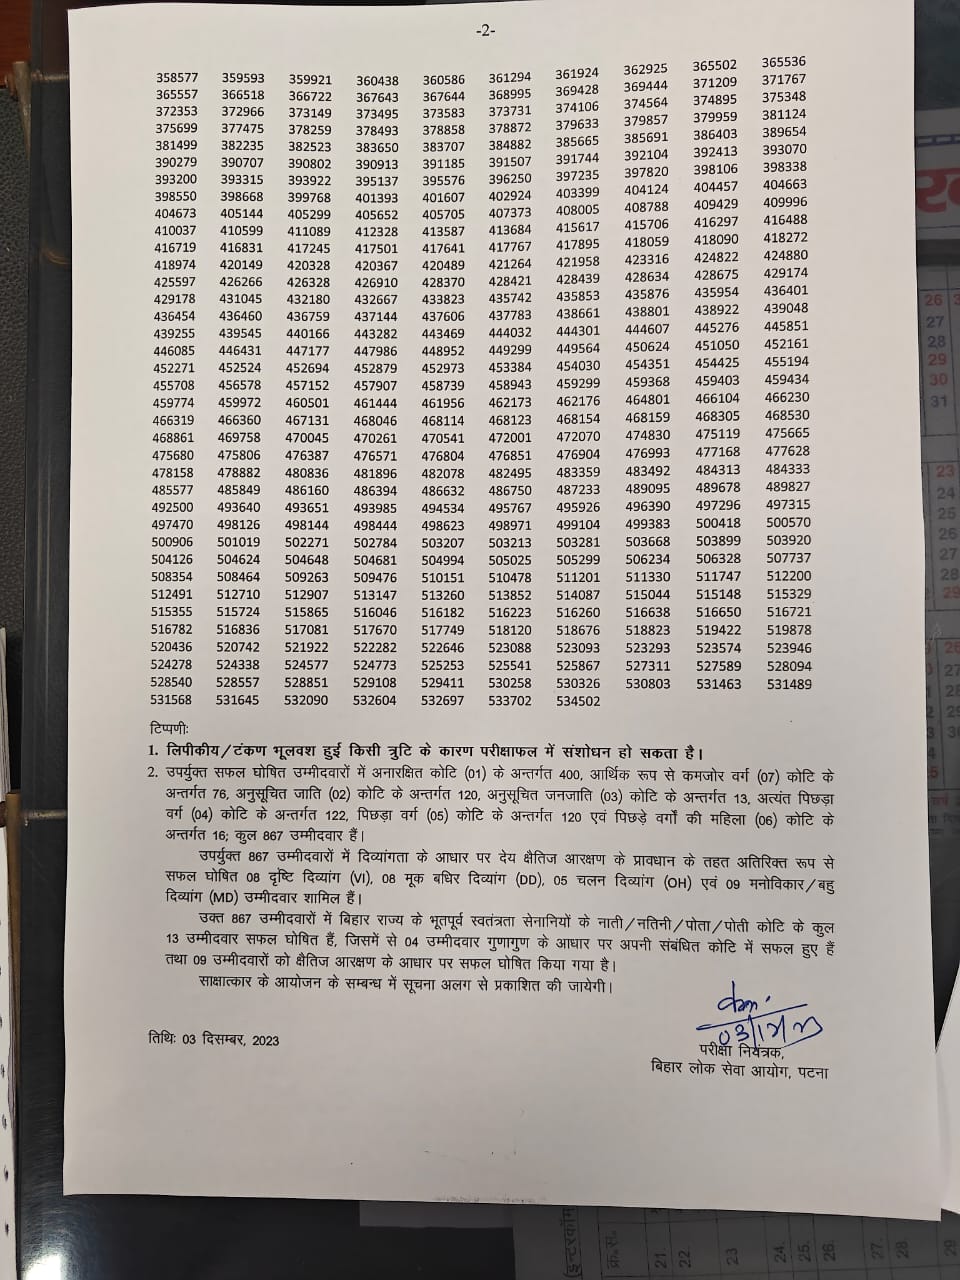 -2-
358577 359593 359921 360438 360586 361294 361924 362925 365502 365536
365557 366518 366722 367643 367644 368995 369428 369444 371209 371767
372353 372966 373149 373495 373583 373731 374106 374564 374895 375348
375699 377475 378259 378493 378858 378872 379633 379857 379959 381124
381499 382235 382523 383650 383707 384882 385665 385691 386403 389654
390279 390707 390802 390913 391185 391507 391744 392104 392413 393070
393200 393315 393922 395137 395576 396250 397235 397820 398106 398338
398550 398668 399768 401393 401607 402924 403399 404124 404457 404663
404673 405144 405299 405652 405705 407373 408005 408788 409429 409996
410037 410599 411089 412328 413587 413684 415617 415706 416297 416488
416719 416831 417245 417501 417641 417767 417895 418059 418090 418272
418974 420149 420328 420367 420489 421264 421958 423316 424822 424880
425597 426266 426328 426910 428370 428421 428439 428634 428675 429174
429178 431045 432180 432667 433823 435742 435853 435876 435954 436401
436454 436460 436759 437144 437606 437783 438661 438801 438922 439048
439255 439545 440166 443282 443469 444032 444301 444607 445276 445851
446085 446431 447177 447986 448952 449299 449564 450624 451050 452161
452271 452524 452694 452879 452973 453384 454030 454351 454425 455194
455708 456578 457152 457907 458739 458943 459299 459368 459403 459434
459774 459972 460501 461444 461956 462173 462176 464801 466104 466230
466319 466360 467131 468046 468114 468123 468154 468159 468305 468530
468861 469758 470045 470261 470541 472001 472070 474830 475119 475665
475680 475806 476387 476571 476804 476851 476904 476993 477168 477628
478158 478882 480836 481896 482078 482495 483359 483492 484313 484333
485577 485849 486160 486394 486632 486750 487233 489095 489678 489827
492500 493640 493651 493985 494534 495767 495926 496390 497296 497315
497470 498126 498144 498444 498623 498971 499104 499383 500418 500570
500906 501019 502271 502784 503207 503213 503281 503668 503899 503920
504126 504624 504648 504681 504994 505025 505299 506234 506328 507737
508354 508464 509263 509476 510151 510478 511201 511330 511747 512200
512491 512710 512907 513147 513260 513852 514087 515044 515148 515329
515355 515724 515865 516046 516182 516223 516260 516638 516650 516721
516782 516836 517081 517670 517749 518120 518676 518823 519422 519878
520436 520742 521922 522282 522646 523088 523093 523293 523574 523946
524278 524338 524577 524773 525253 525541 525867 527311 527589 528094
528540 528557 528851 529108 529411 530258 530326 530803 531463 531489
531568 531645 532090 532604 532697 533702 534502
टिप्पणीः
1. लिपीकीय/टंकण भूलवश हुई किसी त्रुटि के कारण परीक्षाफल में संशोधन हो सकता है।
2. उपर्युक्त सफल घोषित उम्मीदवारों में अनारक्षित कोटि (01) के अन्तर्गत 400, आर्थिक रूप से कमजोर वर्ग (07) कोटि के
अन्तर्गत 76, अनुसूचित जाति (02) कोटि के अन्तर्गत 120, अनुसूचित जनजाति (03) कोटि के अन्तर्गत 13, अत्यंत पिछड़ा
वर्ग (04) कोटि के अन्तर्गत 122, पिछड़ा वर्ग (05) कोटि के अन्तर्गत 120 एवं पिछड़े वर्गों की महिला (06) कोटि के
अन्तर्गत 16; कुल 867 उम्मीदवार हैं।
उपर्युक्त 867 उम्मीदवारों में दिव्यांगता के आधार पर देय क्षैतिज आरक्षण के प्रावधान के तहत अतिरिक्त रूप से
सफल घोषित 08 दृष्टि दिव्यांग (VI), 08 मूक बधिर दिव्यांग (DD), 05 चलन दिव्यांग (OH) एवं 09 मनोविकार/बहु
दिव्यांग (MD) उम्मीदवार शामिल हैं।
उक्त 867 उम्मीदवारों में बिहार राज्य के भूतपूर्व स्वतंत्रता सेनानियों के नाती/नतिनी/पोता/पोती कोटि के कुल
13 उम्मीदवार सफल घोषित हैं, जिसमें से 04 उम्मीदवार गुणागुण के आधार पर अपनी संबंधित कोटि में सफल हुए हैं
तथा 09 उम्मीदवारों को क्षैतिज आरक्षण के आधार पर सफल घोषित किया गया है।
साक्षात्कार के आयोजन के सम्बन्ध में सूचना अलग से प्रकाशित की जायेगी।
तिथिः 03 दिसम्बर, 2023
परीक्षा नियंत्रक,
बिहार लोक सेवा आयोग, पटना
26
27
28
29
30
31
23
24
25
26
27
28
29
(इन्टरकॉम
क्र.सं.
21.
22.
23
24.
25.
26.
27.
28.
29